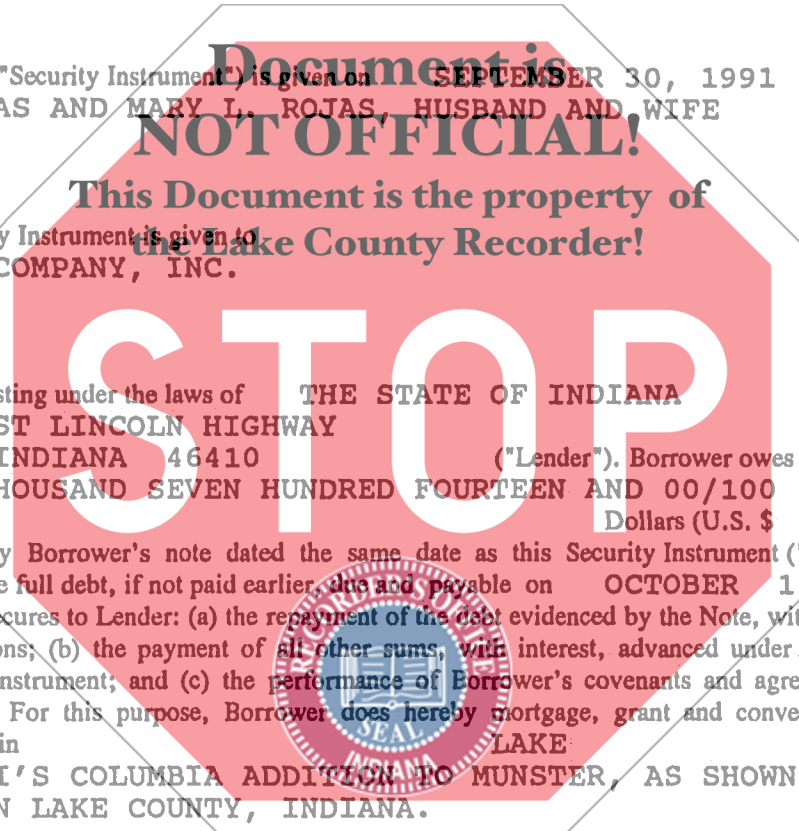 Document is
"Security Instrument") is given on SEPTEMBER 30, 1991
AS AND MARY L. ROJAS, HUSBAND AND WIFE
NOT OFFICIAL!
This Document is the property of
y Instrument is given to
the Lake County Recorder!
COMPANY, INC.
STOP
sting under the laws of THE STATE OF INDIANA
ST LINCOLN HIGHWAY
INDIANA 46410 ("Lender"). Borrower owes
HOUSAND SEVEN HUNDRED FOURTEEN AND 00/100
Dollars (U.S. $
y Borrower's note dated the same date as this Security Instrument ("
e full debt, if not paid earlier, due and payable on OCTOBER 1
cures to Lender: (a) the repayment of the debt evidenced by the Note, wit
ons; (b) the payment of all other sums, with interest, advanced under
nstrument; and (c) the performance of Borrower's covenants and agre
For this purpose, Borrower does hereby mortgage, grant and conve
in LAKE
I'S COLUMBIA ADDITION TO MUNSTER, AS SHOWN
N LAKE COUNTY, INDIANA.
RECORDER'S OFFICE
SEAL
INDIANA